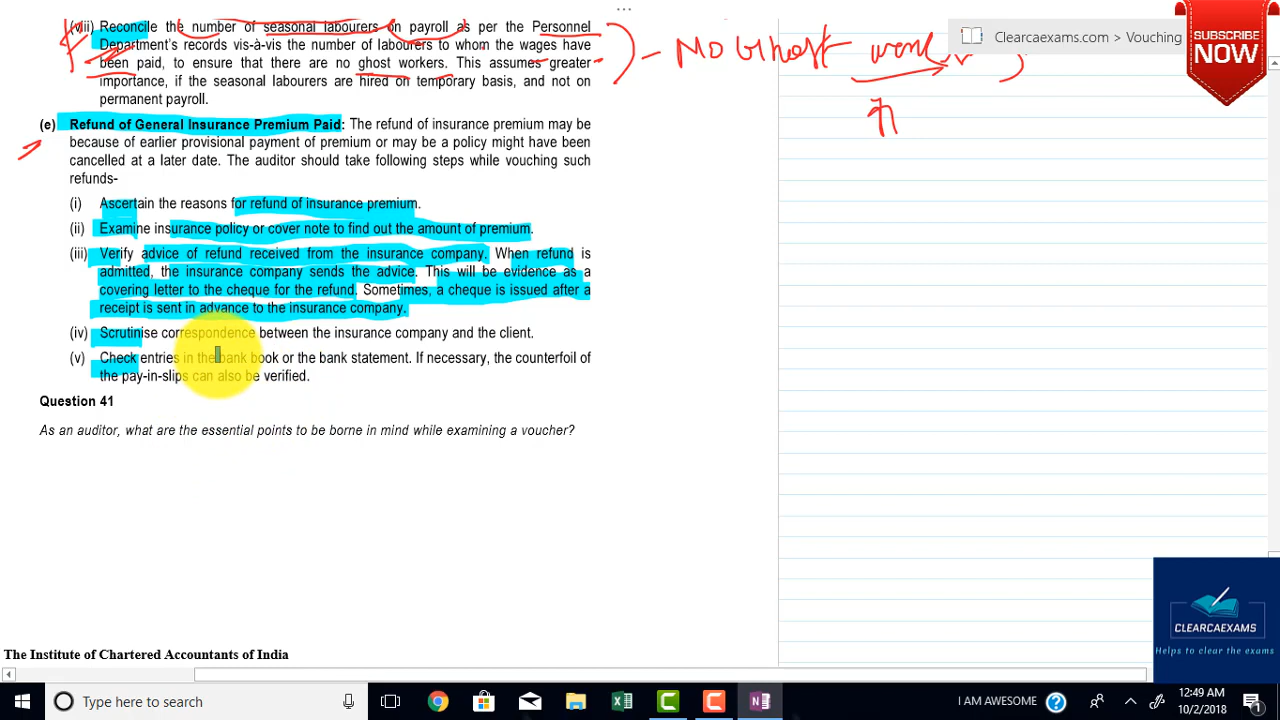 ...
(vii) Reconcile the number of seasonal labourers on payroll as per the Personnel
Department's records vis-à-vis the number of labourers to whom the wages have
been paid, to ensure that there are no ghost workers. This assumes greater
importance, if the seasonal labourers are hired on temporary basis, and not on
permanent payroll.
- No Ghost
Clearcaexams.com > Vouching
SUBSCRIBE
NOW
(e) Refund of General Insurance Premium Paid: The refund of insurance premium may be
because of earlier provisional payment of premium or may be a policy might have been
cancelled at a later date. The auditor should take following steps while vouching such
refunds-
(i) Ascertain the reasons for refund of insurance premium.
(ii) Examine insurance policy or cover note to find out the amount of premium.
(iii) Verify advice of refund received from the insurance company. When refund is
admitted, the insurance company sends the advice. This will be evidence as a
covering letter to the cheque for the refund. Sometimes, a cheque is issued after a
receipt is sent in advance to the insurance company.
(iv) Scrutinise correspondence between the insurance company and the client.
(v) Check entries in the bank book or the bank statement. If necessary, the counterfoil of
the pay-in-slips can also be verified.
Question 41
As an auditor, what are the essential points to be borne in mind while examining a voucher?
CLEARCAEXAMS
Helps to clear the exams
The Institute of Chartered Accountants of India
Type here to search
I AM AWESOME
12:49 AM
10/2/2018
1